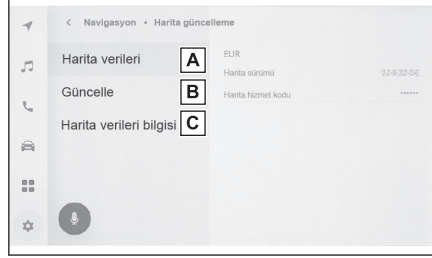 < Navigasyon • Harita güncelleme
Harita verileri A
Güncelle B
Harita verileri bilgisi C
EUR
Harita sürümü
Harita hizmet kodu ••••••